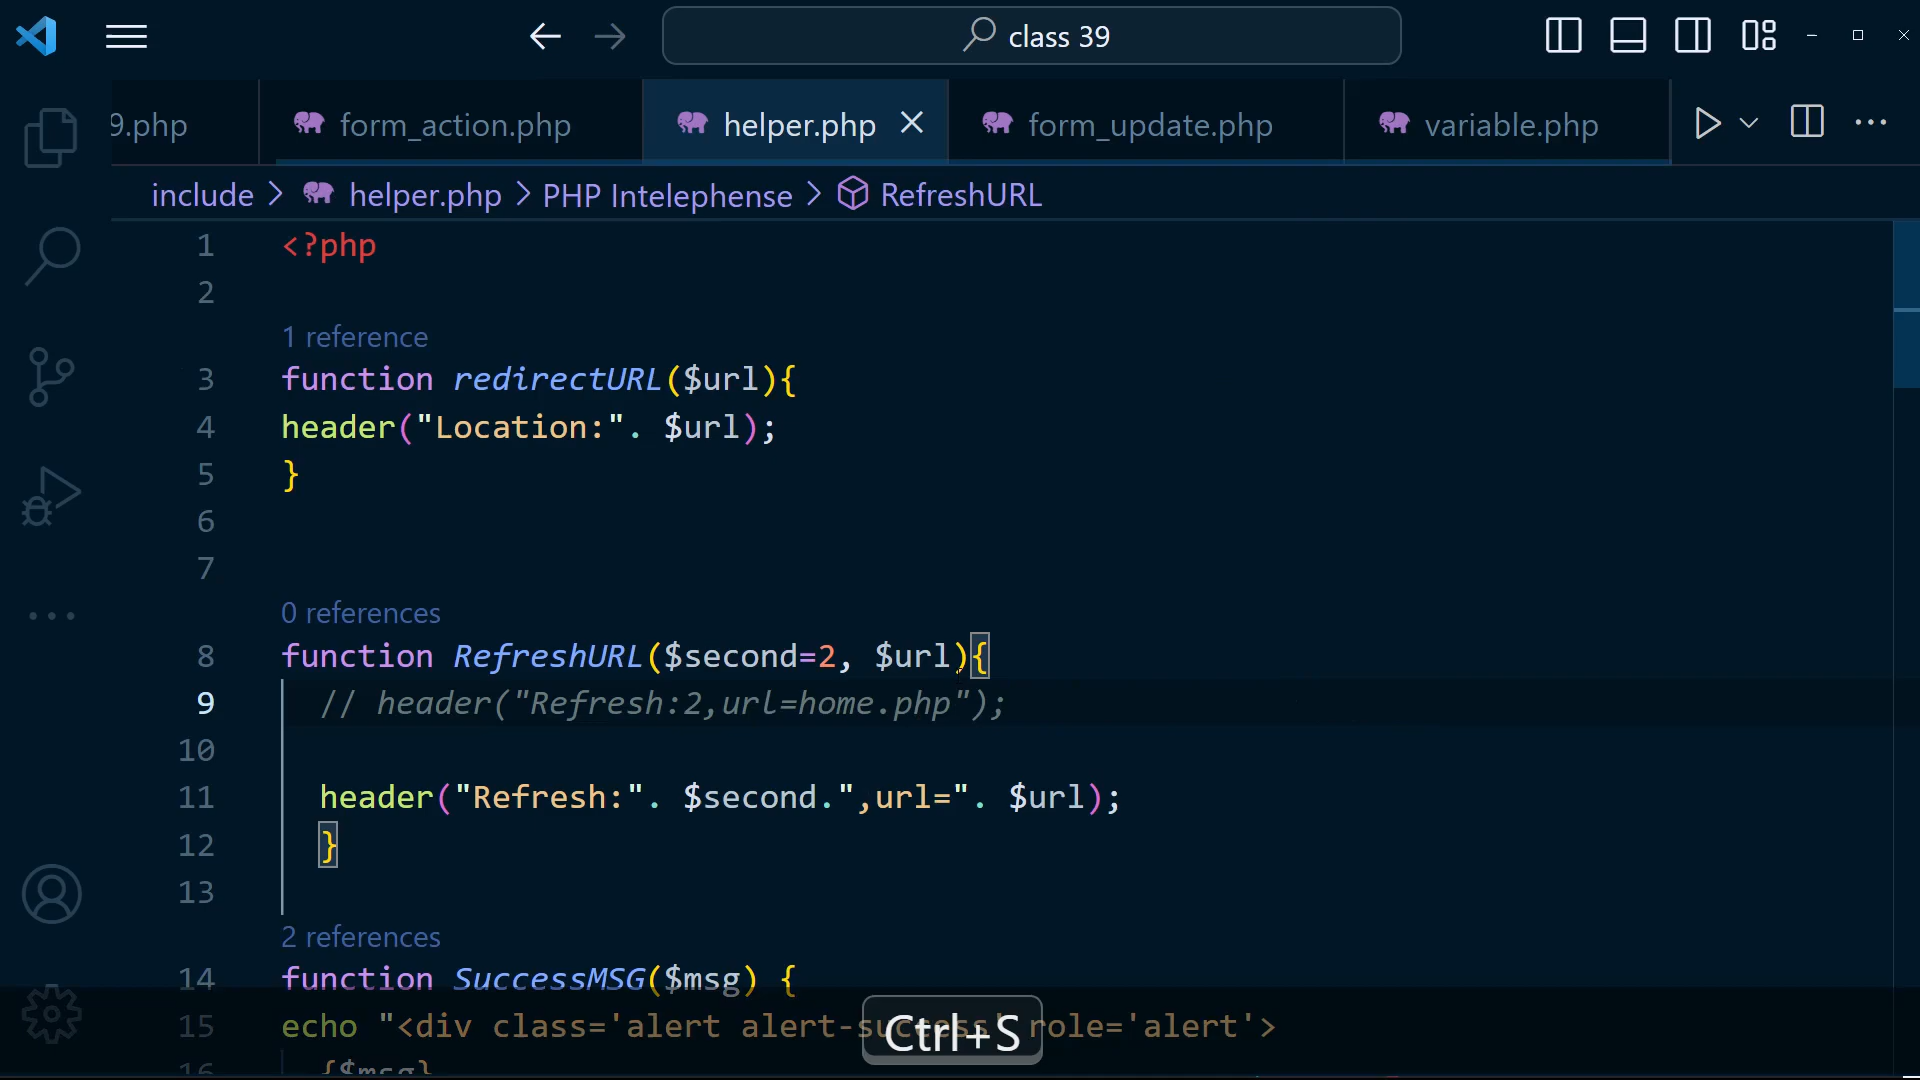 class 39
9.php
form_action.php
helper.php
form_update.php
variable.php
include > helper.php > PHP Intelephense > RefreshURL
1 <?php
2
1 reference
3 function redirectURL($url){
4 header("Location:". $url);
5 }
6
7
0 references
8 function RefreshURL($second=2, $url){
9 // header("Refresh:2,url=home.php");
10
11 header("Refresh:". $second.",url=". $url);
12 }
13
2 references
14 function SuccessMSG($msg) {
15 echo "<div class='alert alert-success' role='alert'>
16 {$msg}
Ctrl+S